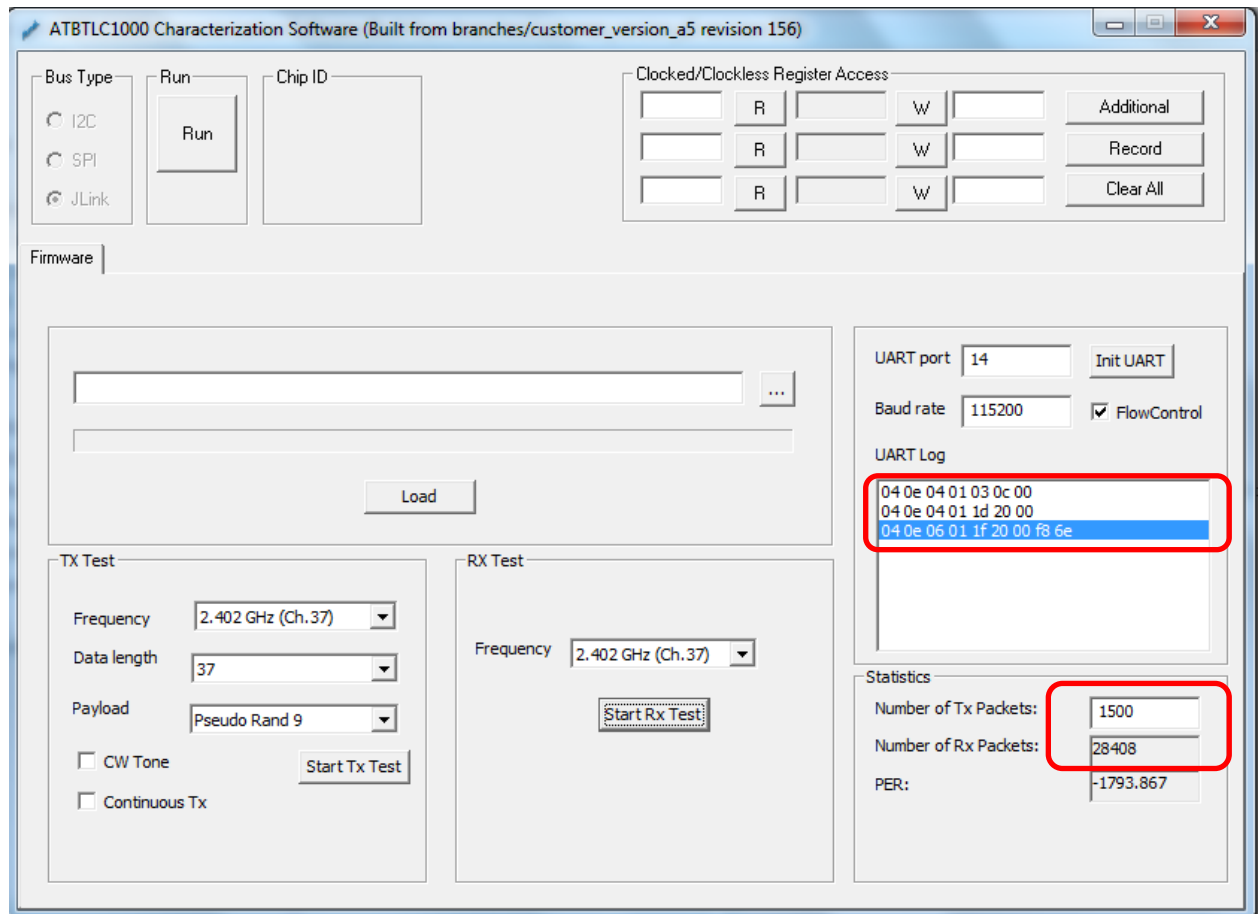 ATBTLC1000 Characterization Software (Built from branches/customer_version_a5 revision 156)
Bus Type
I2C
SPI
JLink
Run
Run
Chip ID
Clocked/Clockless Register Access
R W Additional
R W Record
R W Clear All
Firmware
...
Load
UART port 14 Init UART
Baud rate 115200 FlowControl
UART Log
04 0e 04 01 03 0c 00
04 0e 04 01 1d 20 00
04 0e 06 01 1f 20 00 f8 6e
TX Test
Frequency 2.402 GHz (Ch.37)
Data length 37
Payload Pseudo Rand 9
CW Tone Start Tx Test
Continuous Tx
RX Test
Frequency 2.402 GHz (Ch.37)
Start Rx Test
Statistics
Number of Tx Packets: 1500
Number of Rx Packets: 28408
PER: -1793.867